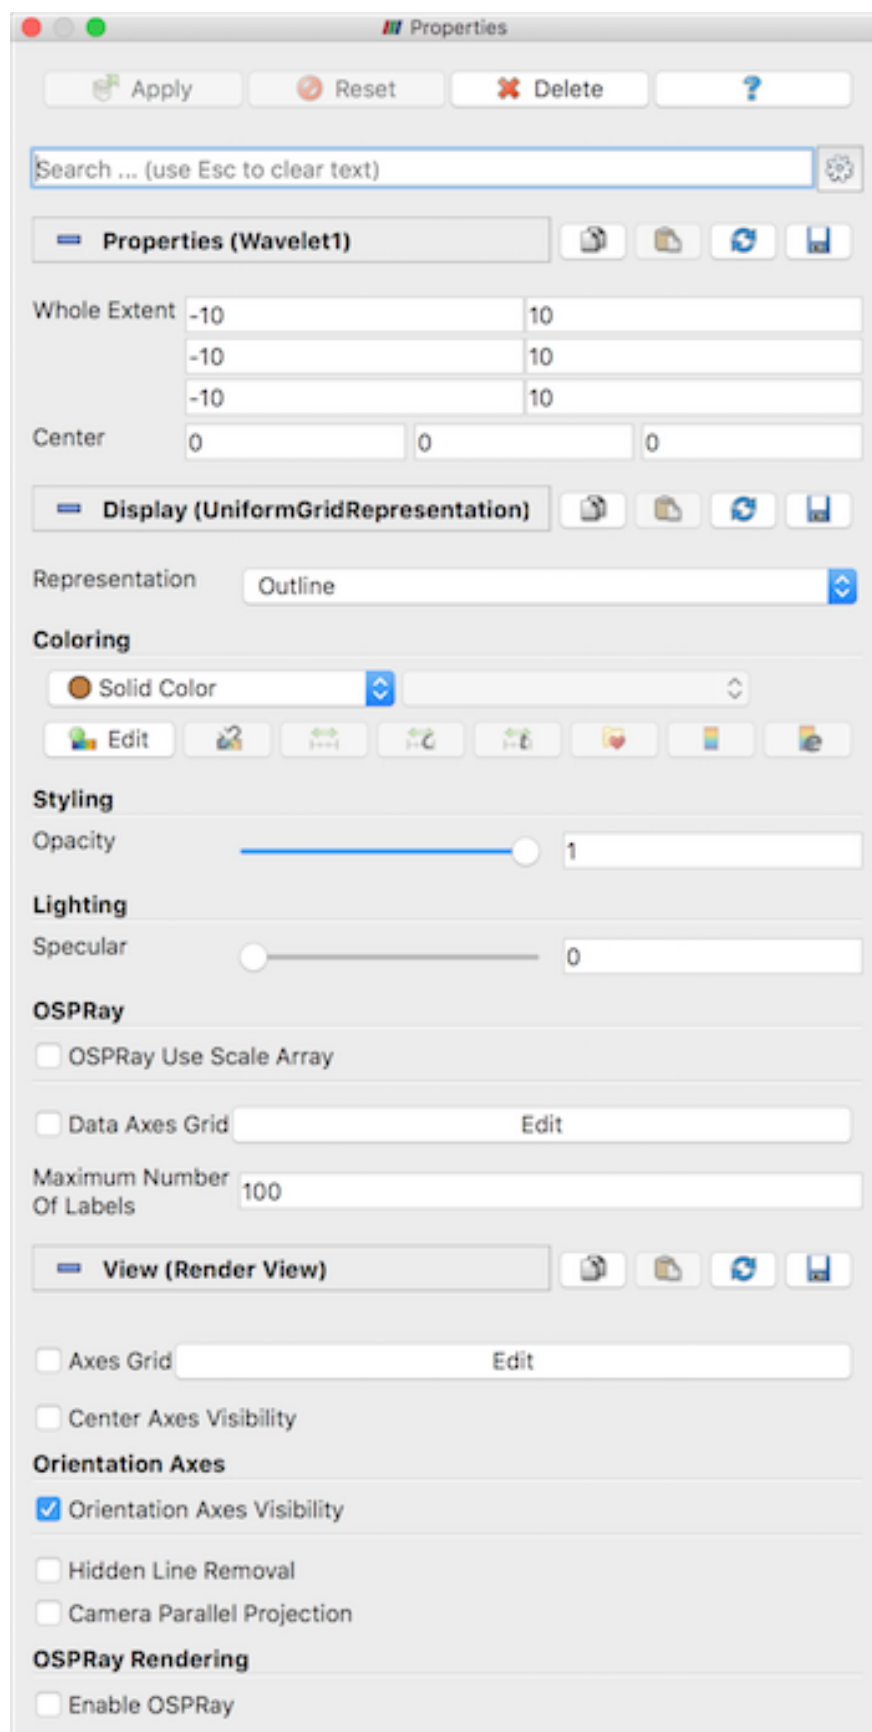 Properties
Apply Reset Delete ?
Search ... (use Esc to clear text)
Properties (Wavelet1)
Whole Extent -10 10
-10 10
-10 10
Center 0 0 0
Display (UniformGridRepresentation)
Representation Outline
Coloring
Solid Color
Edit
Styling
Opacity 1
Lighting
Specular 0
OSPRay
OSPRay Use Scale Array
Data Axes Grid Edit
Maximum Number
Of Labels 100
View (Render View)
Axes Grid Edit
Center Axes Visibility
Orientation Axes
Orientation Axes Visibility
Hidden Line Removal
Camera Parallel Projection
OSPRay Rendering
Enable OSPRay